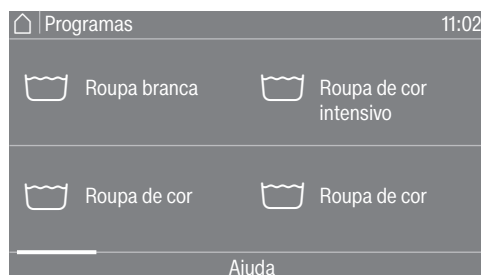 Programas 11:02
Roupa branca
Roupa de cor
intensivo
Roupa de cor
Roupa de cor
Ajuda